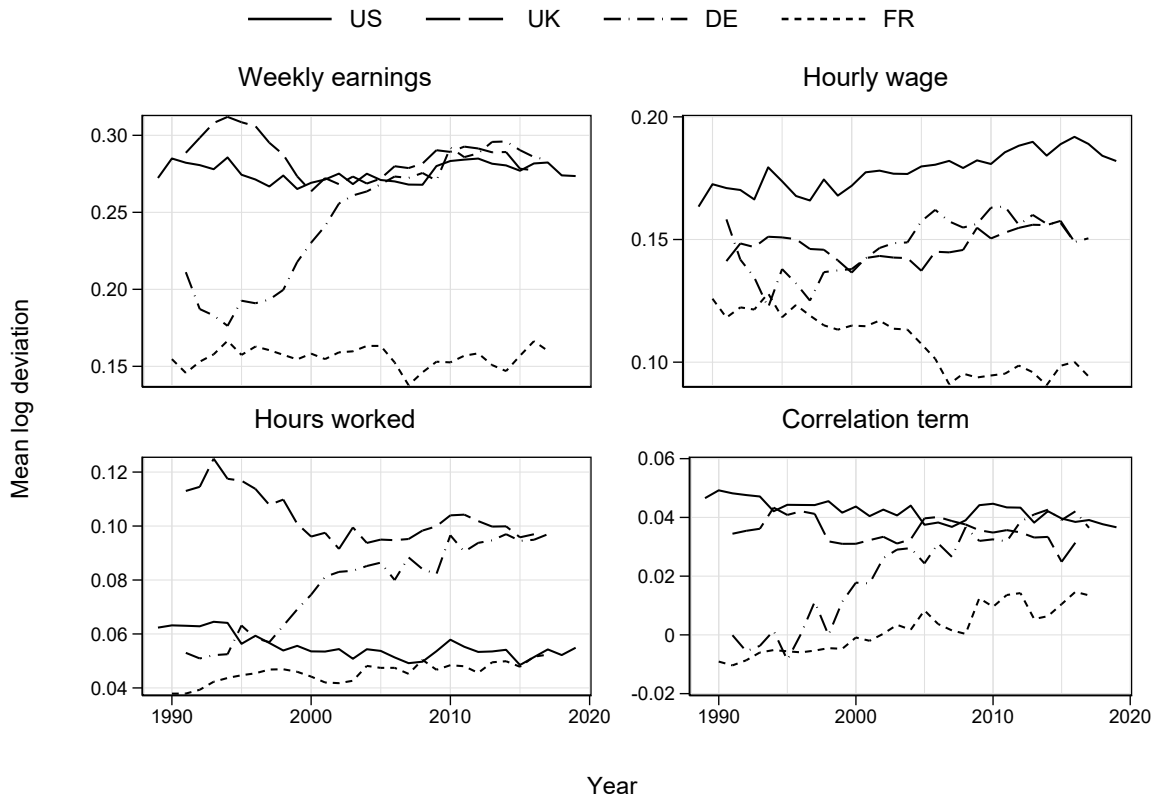 US UK DE FR
Weekly earnings
0.30
0.25
0.20
0.15
Hourly wage
0.20
0.15
0.10
Mean log deviation
Hours worked
0.12
0.10
0.08
0.06
0.04
1990 2000 2010 2020
Correlation term
0.06
0.04
0.02
0
-0.02
1990 2000 2010 2020
Year